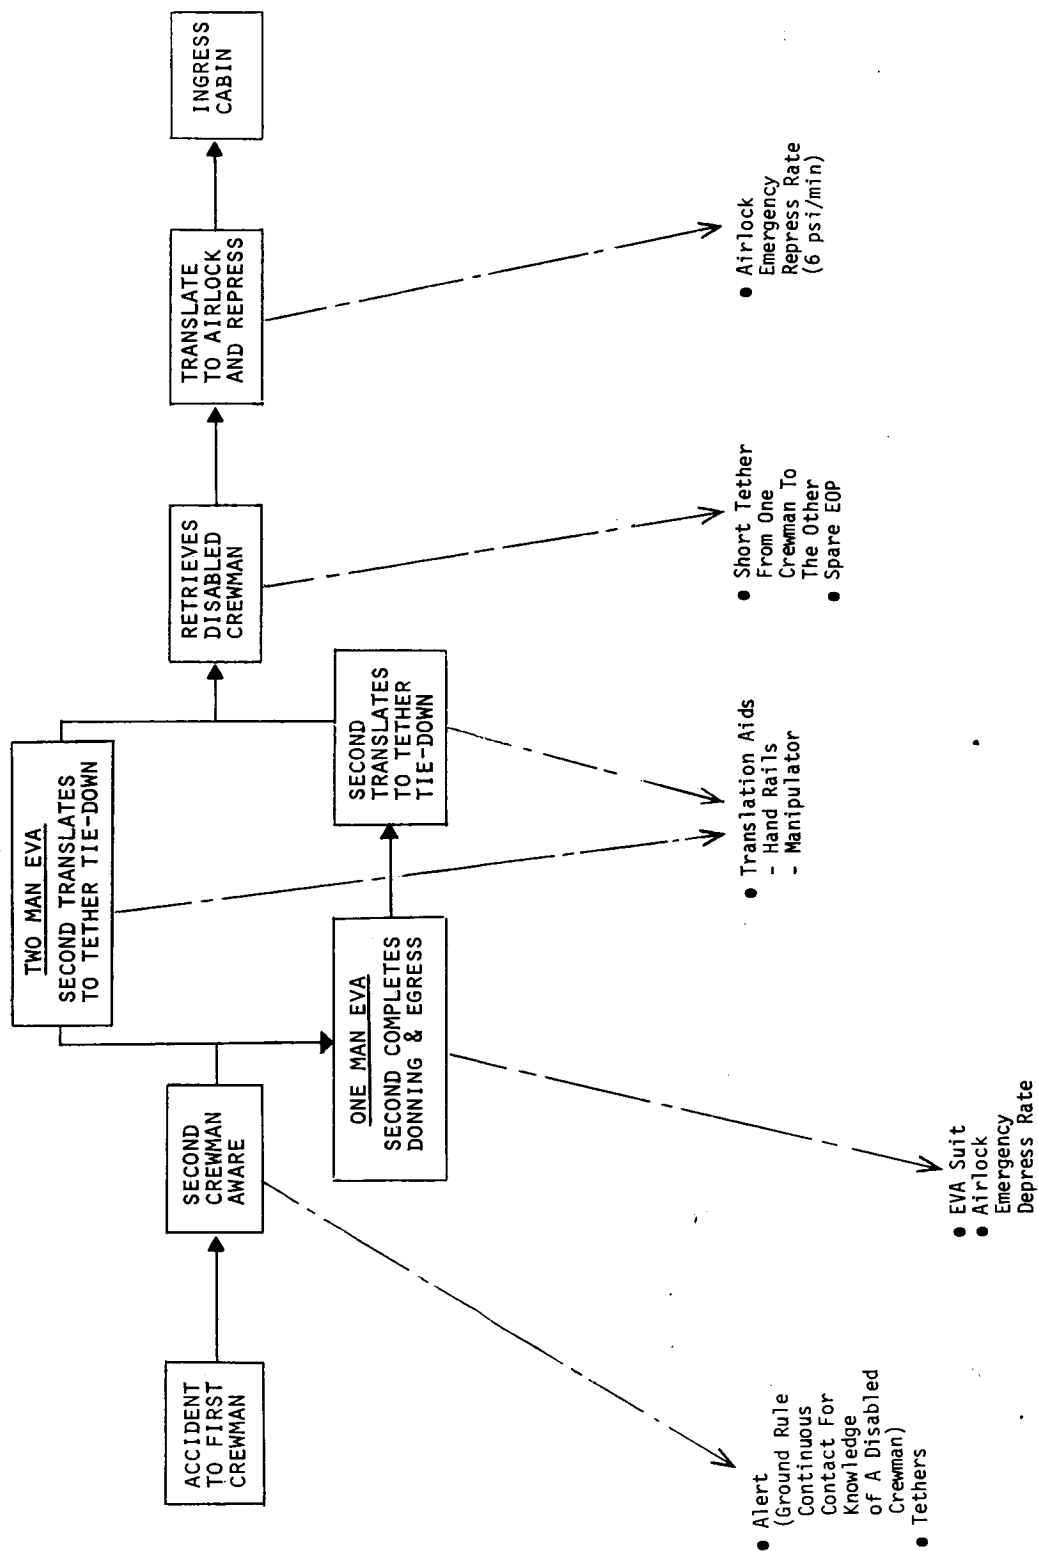 ACCIDENT
TO FIRST
CREWMAN
SECOND
CREWMAN
AWARE
TWO MAN EVA
SECOND TRANSLATES
TO TETHER TIE-DOWN
ONE MAN EVA
SECOND COMPLETES
DONNING & EGRESS
SECOND
TRANSLATES
TO TETHER
TIE-DOWN
RETRIEVES
DISABLED
CREWMAN
TRANSLATE
TO AIRLOCK
AND REPRESS
INGRESS
CABIN
● Alert
(Ground Rule
Continuous
Contact For
Knowledge
of A Disabled
Crewman)
● Tethers
● EVA Suit
● Airlock
Emergency
Depress Rate
● Translation Aids
- Hand Rails
- Manipulator
● Short Tether
From One
Crewman To
The Other
● Spare EOP
● Airlock
Emergency
Repress Rate
(6 psi/min)